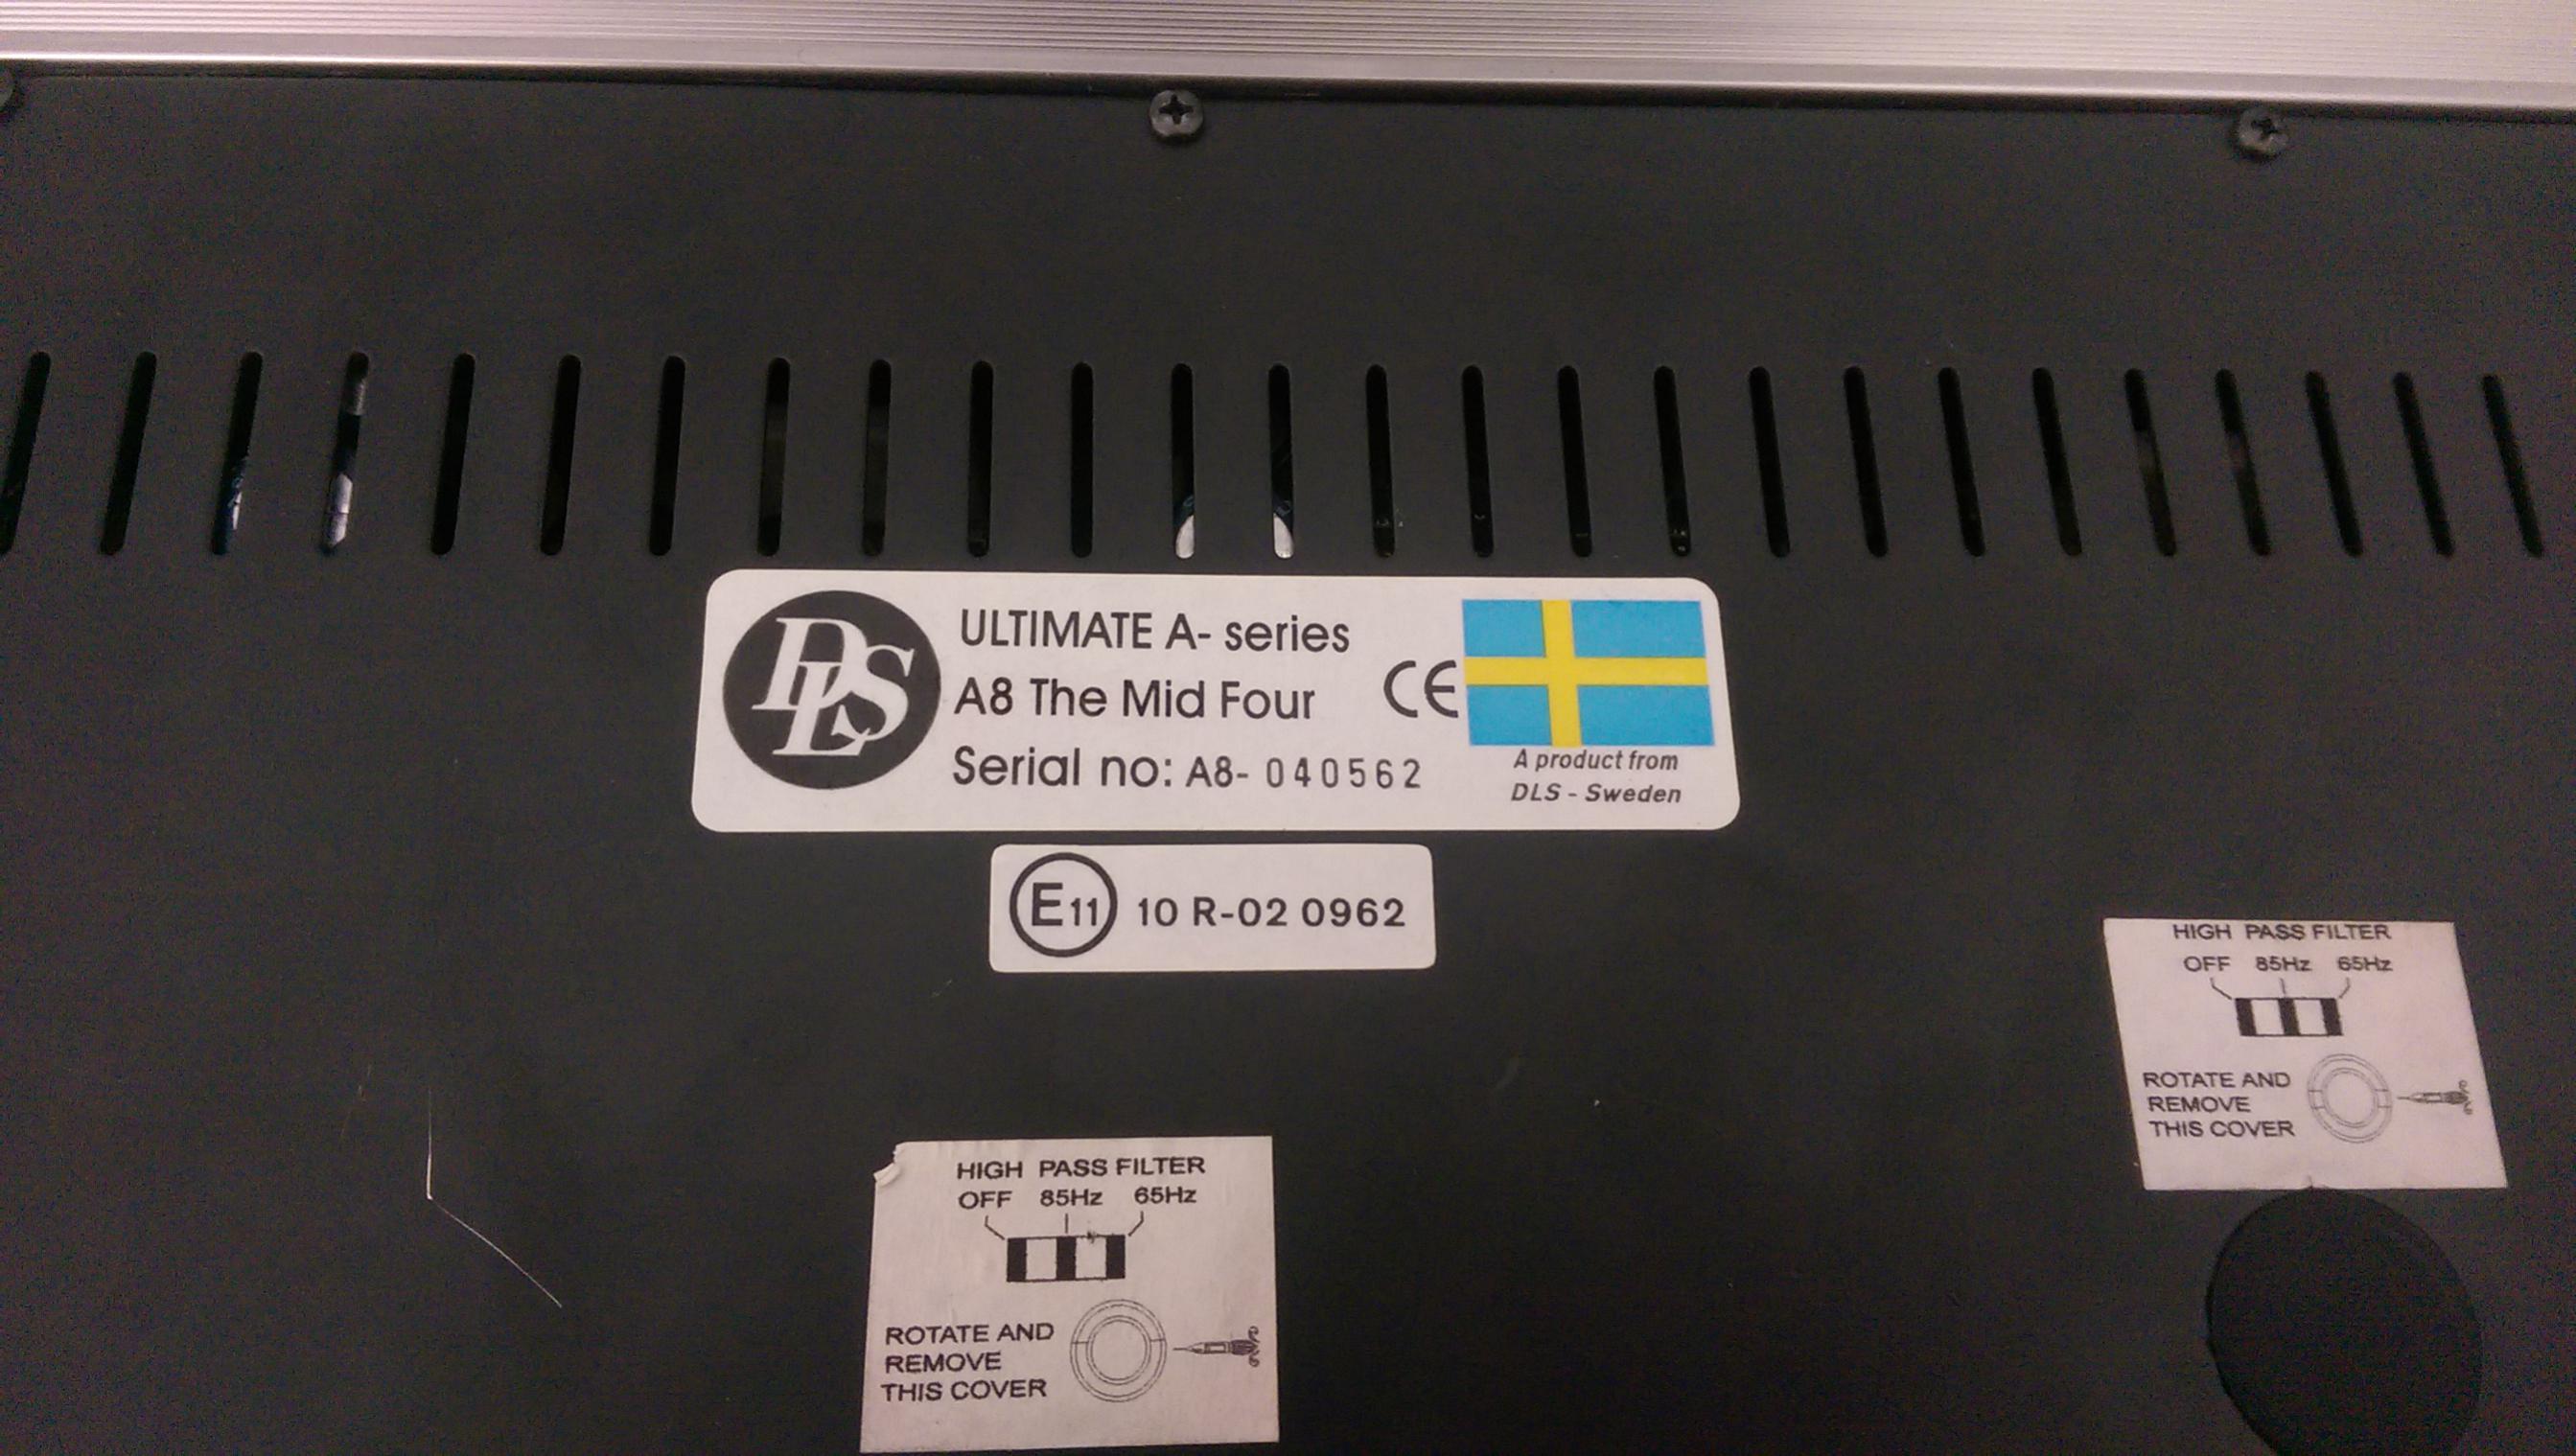 DLS
ULTIMATE A- series
A8 The Mid Four
CE
Serial no: A8- 040562
A product from
DLS - Sweden
E11 10 R-02 0962
HIGH PASS FILTER
OFF 85Hz 65Hz
ROTATE AND
REMOVE
THIS COVER
HIGH PASS FILTER
OFF 85Hz 65Hz
ROTATE AND
REMOVE
THIS COVER